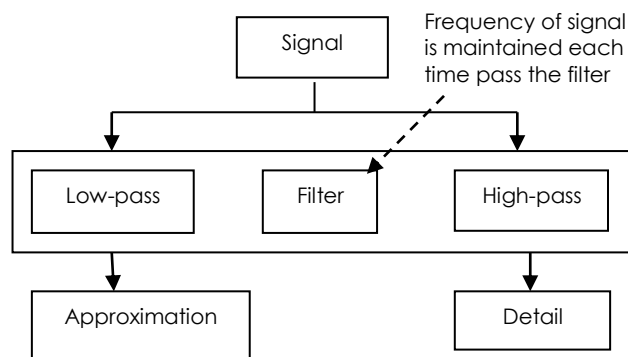 Signal
Frequency of signal
is maintained each
time pass the filter
Low-pass
Filter
High-pass
Approximation
Detail